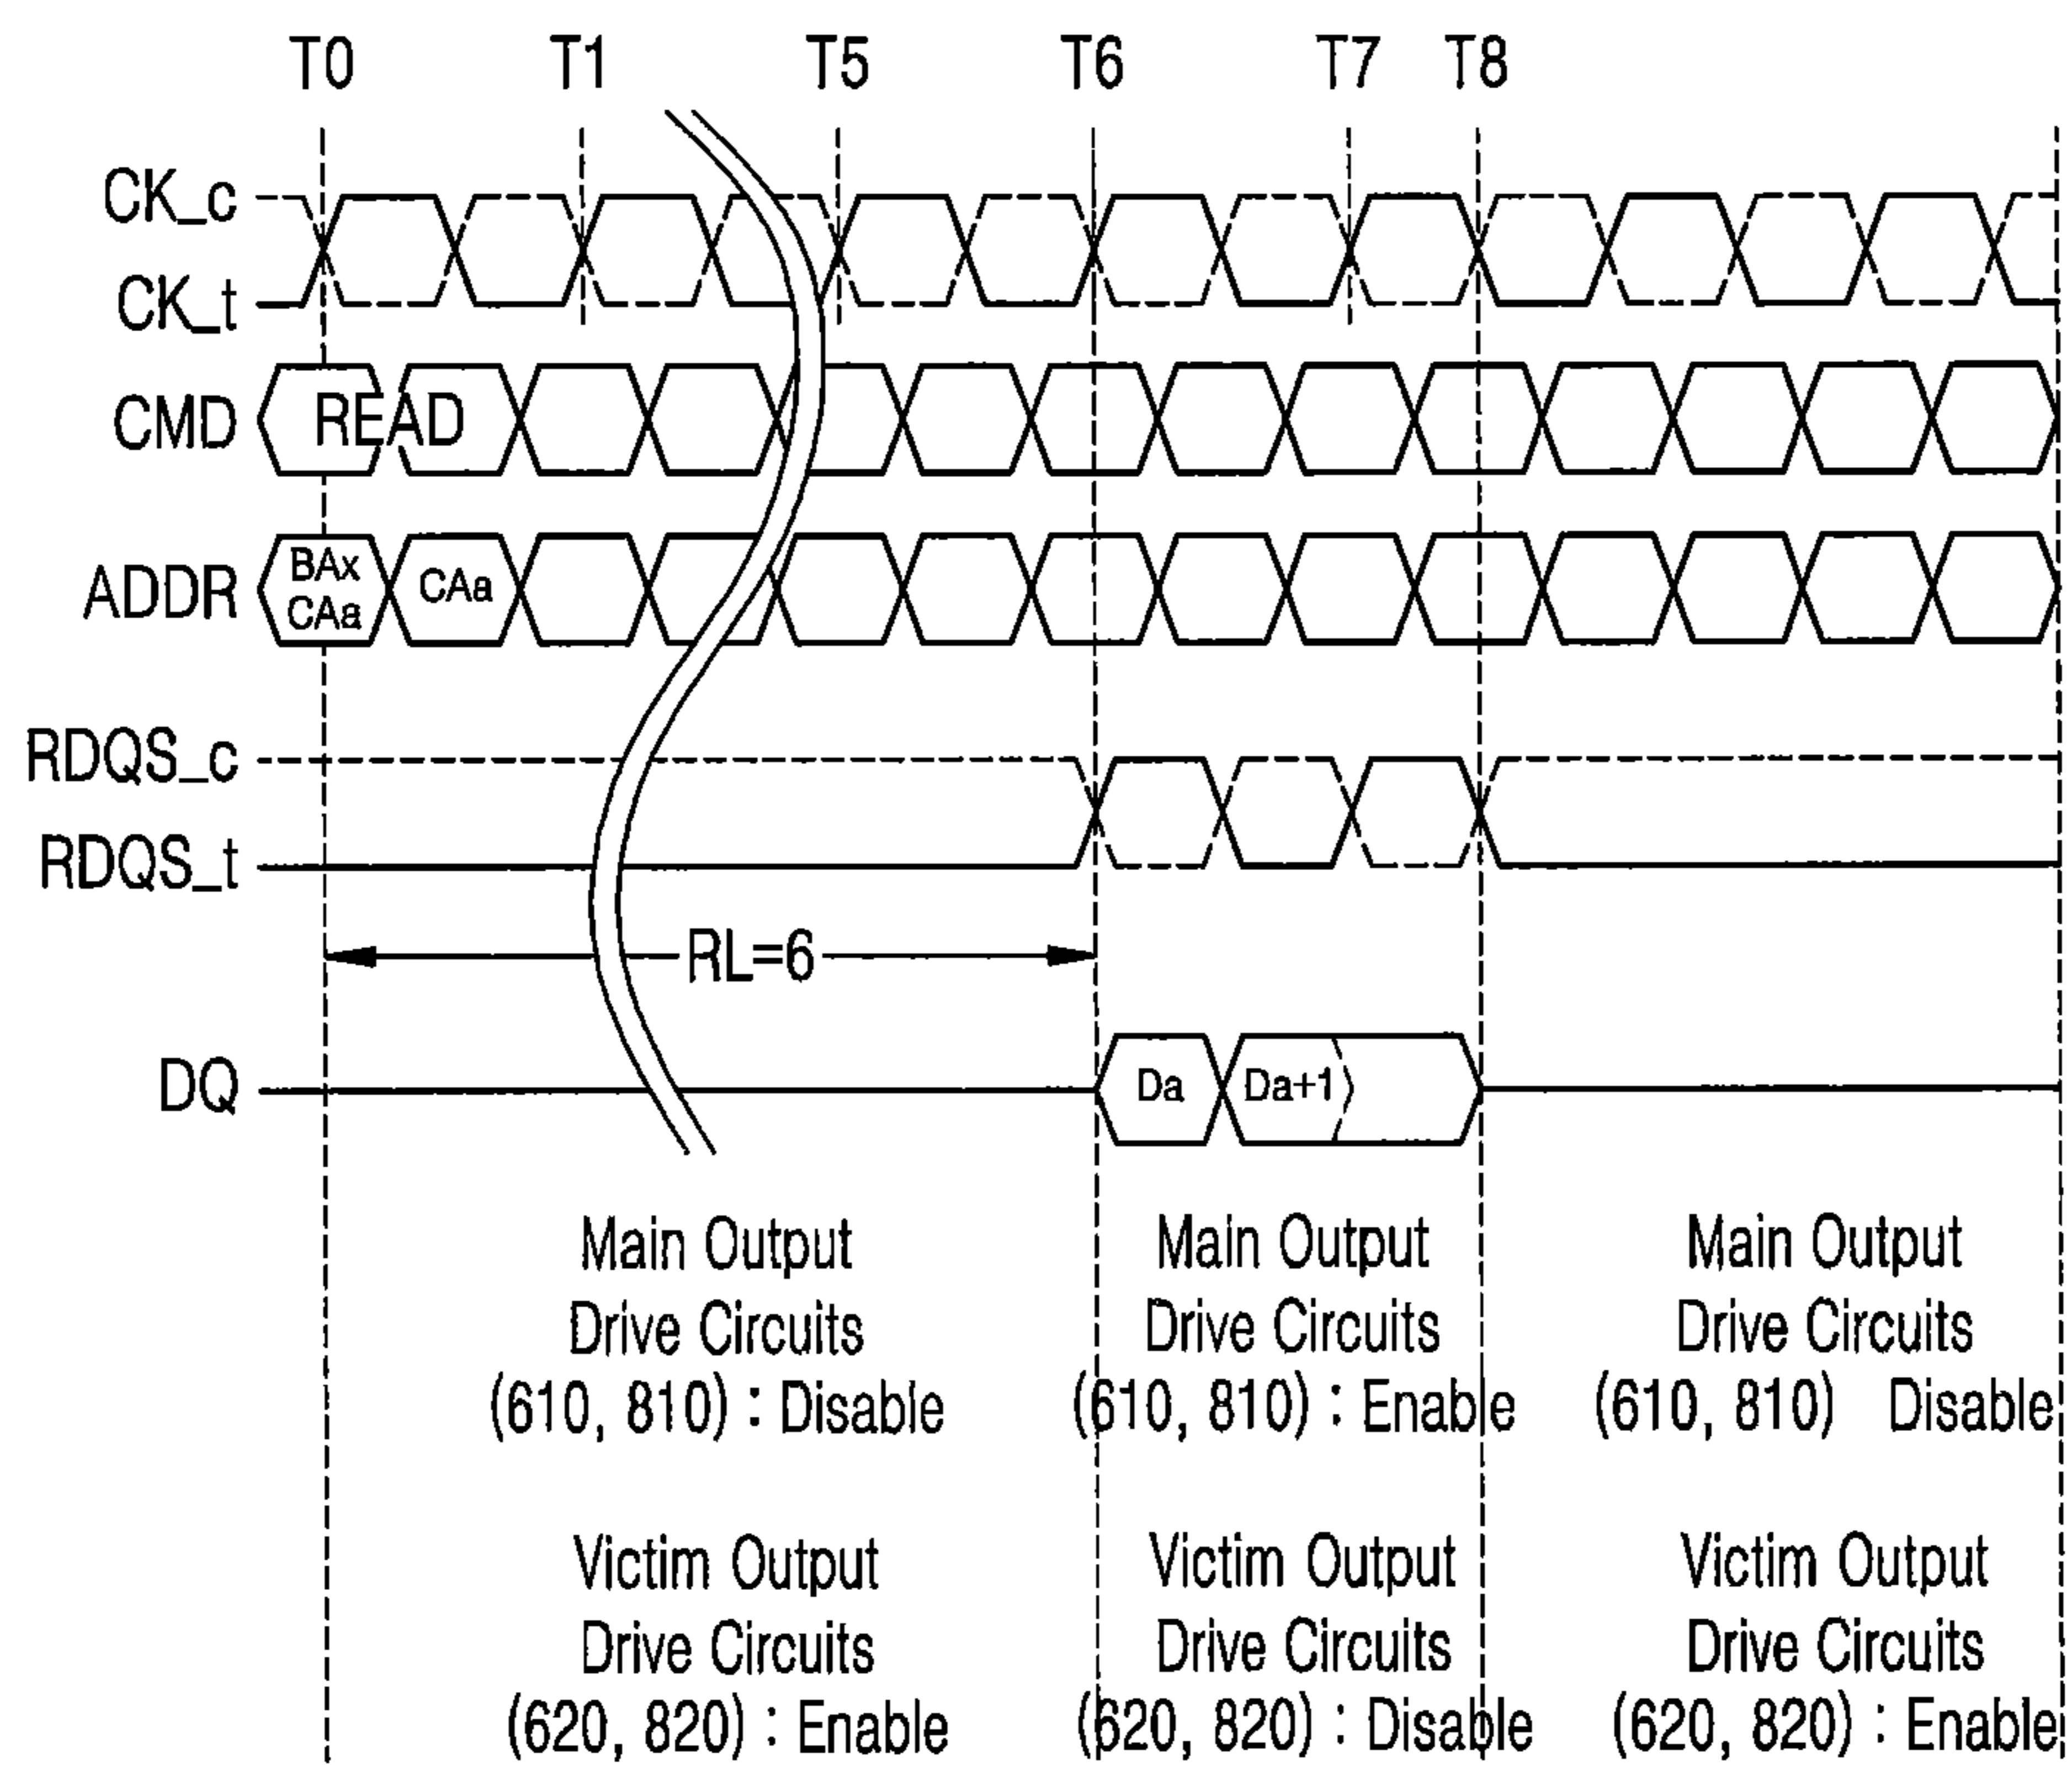 T0 T1 T5 T6 T7 T8
CK_c
CK_t
CMD READ
ADDR BAx CAa CAa
RDQS_c
RDQS_t
RL=6
DQ Da Da+1
Main Output Main Output Main Output
Drive Circuits Drive Circuits Drive Circuits
(610, 810) : Disable (610, 810) : Enable (610, 810) Disable
Victim Output Victim Output Victim Output
Drive Circuits Drive Circuits Drive Circuits
(620, 820) : Enable (620, 820) : Disable (620, 820) : Enable